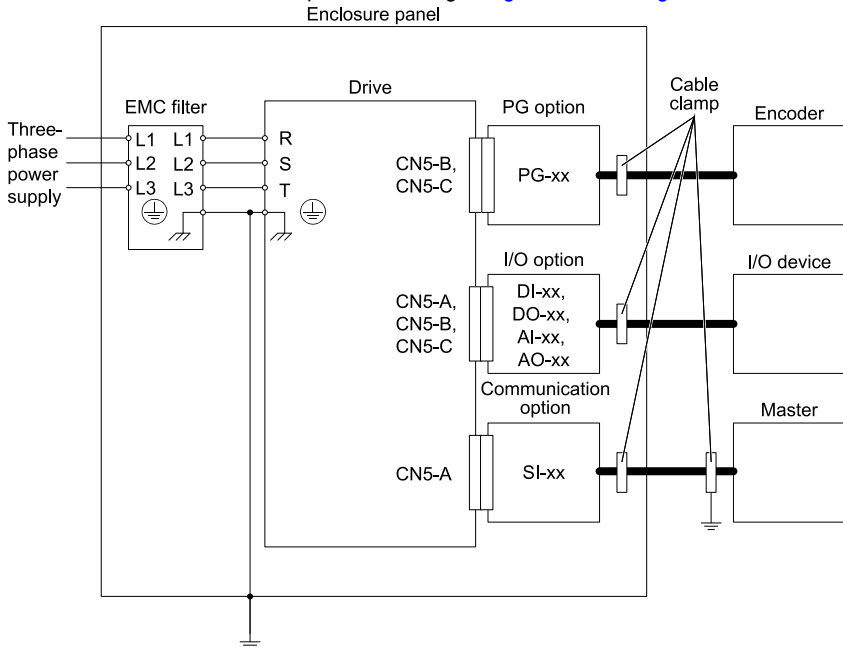 Enclosure panel
Drive
EMC filter
Three-
phase
power
supply
L1 L1
L2 L2
L3 L3
R
S
T
CN5-B,
CN5-C
PG option
PG-xx
Cable
clamp
Encoder
CN5-A,
CN5-B,
CN5-C
I/O option
DI-xx,
DO-xx,
AI-xx,
AO-xx
I/O device
Communication
option
CN5-A
SI-xx
Master